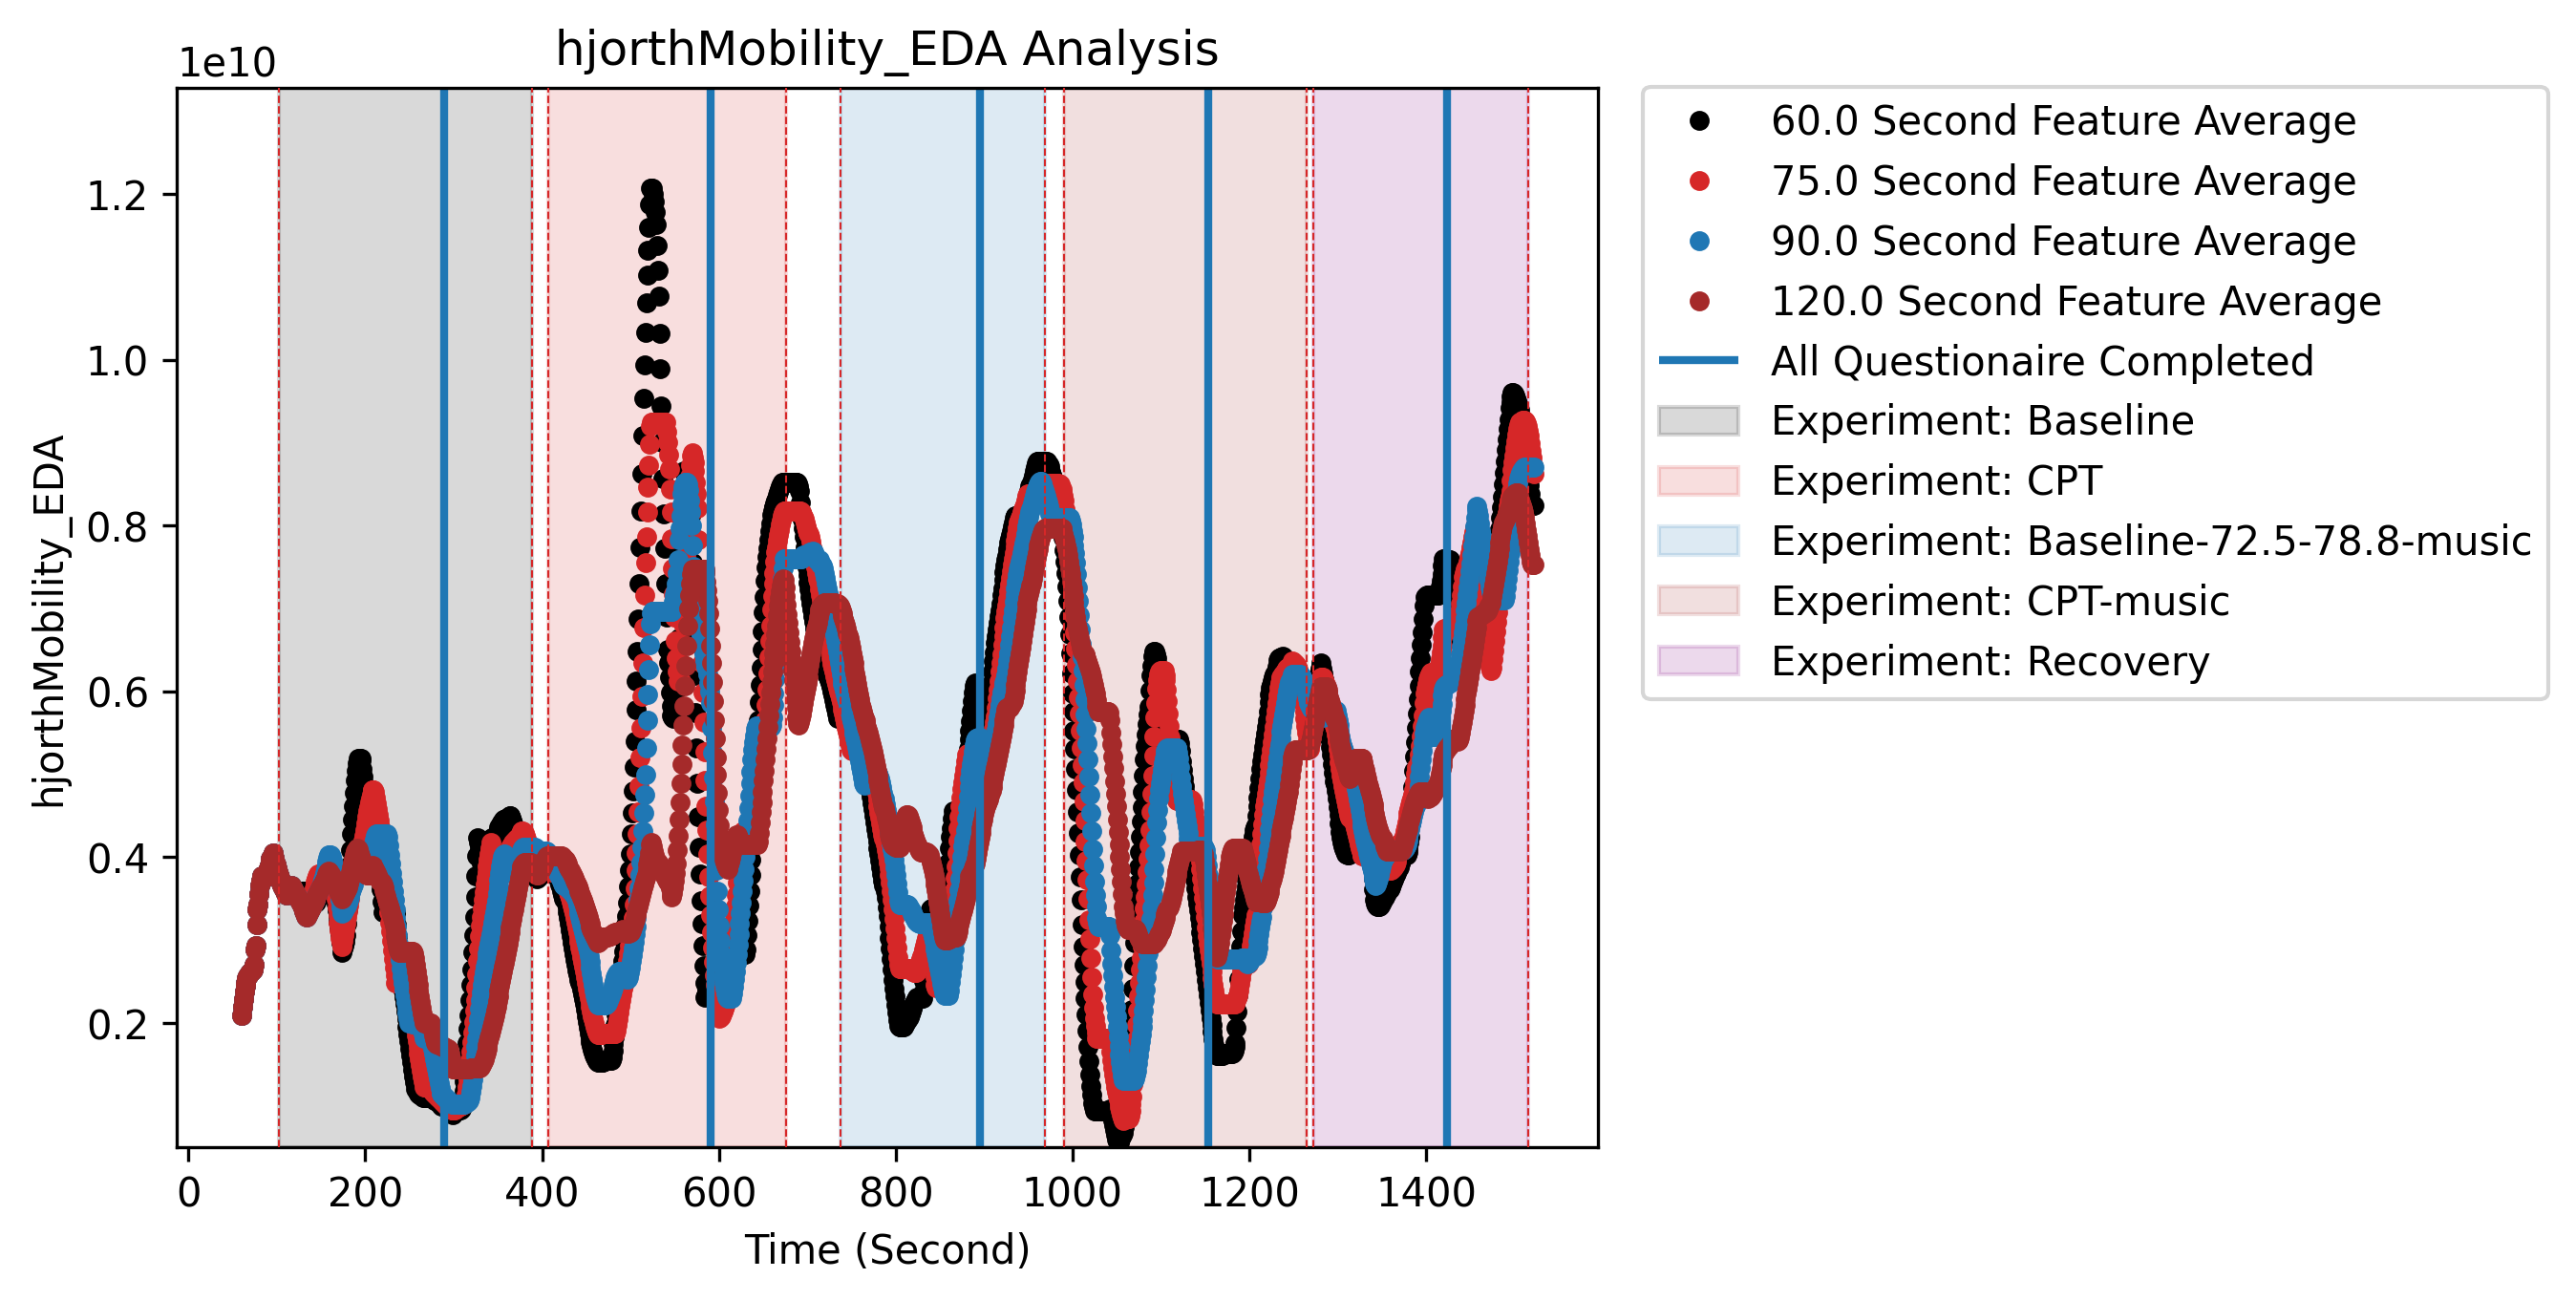 hjorthMobility_EDA Analysis
1e10
1.2
1.0
0.8
0.6
0.4
0.2
hjorthMobility_EDA
0 200 400 600 800 1000 1200 1400
Time (Second)
60.0 Second Feature Average
75.0 Second Feature Average
90.0 Second Feature Average
120.0 Second Feature Average
All Questionaire Completed
Experiment: Baseline
Experiment: CPT
Experiment: Baseline-72.5-78.8-music
Experiment: CPT-music
Experiment: Recovery